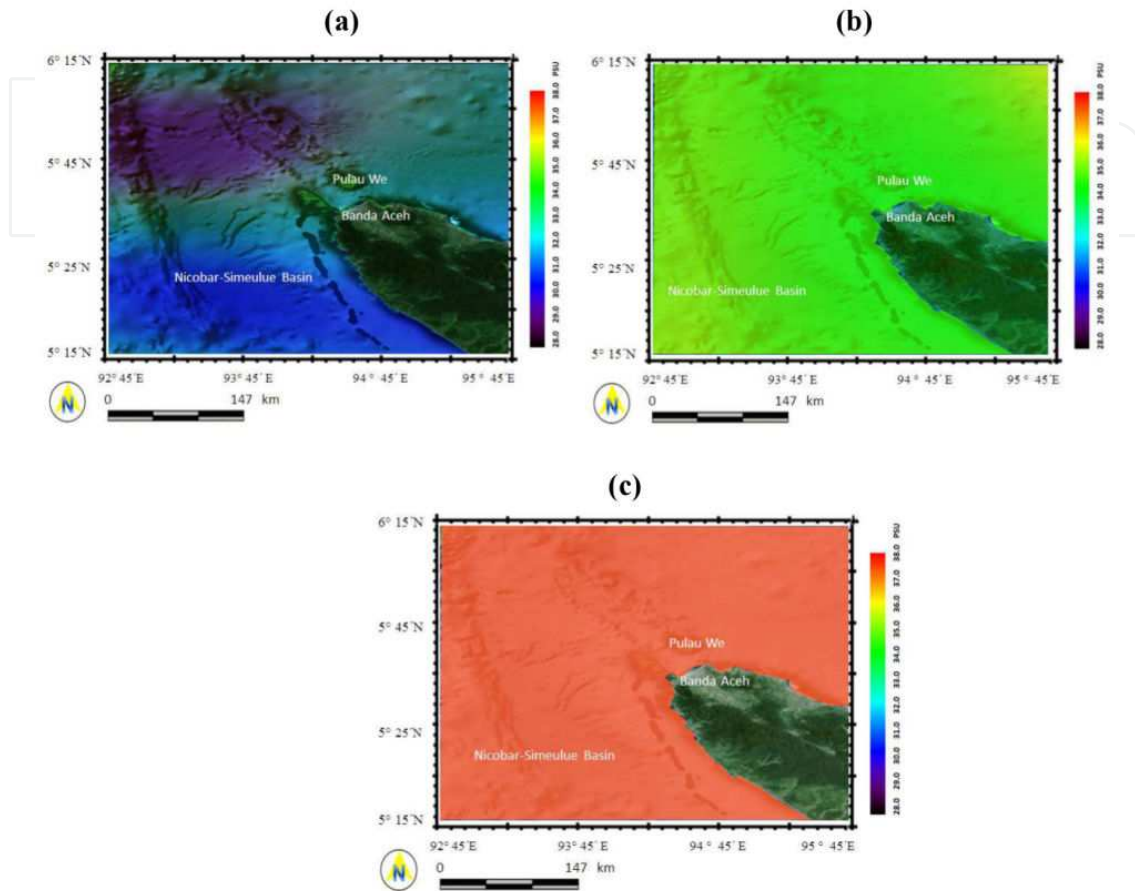 (a)
6° 15´N
5° 45´N
5° 25´N
5° 15´N
92° 45´E
93° 45´E
94° 45´E
95° 45´E
Pulau We
Banda Aceh
Nicobar-Simeulue Basin
28.0 29.0 30.0 31.0 32.0 33.0 34.0 35.0 36.0 37.0 38.0 PSU
N
0 147 km
(b)
6° 15´N
5° 45´N
5° 25´N
5° 15´N
92° 45´E
93° 45´E
94° 45´E
95° 45´E
Pulau We
Banda Aceh
Nicobar-Simeulue Basin
28.0 29.0 30.0 31.0 32.0 33.0 34.0 35.0 36.0 37.0 38.0 PSU
N
0 147 km
(c)
6° 15´N
5° 45´N
5° 25´N
5° 15´N
92° 45´E
93° 45´E
94° 45´E
95° 45´E
Pulau We
Banda Aceh
Nicobar-Simeulue Basin
28.0 29.0 30.0 31.0 32.0 33.0 34.0 35.0 36.0 37.0 38.0 PSU
N
0 147 km